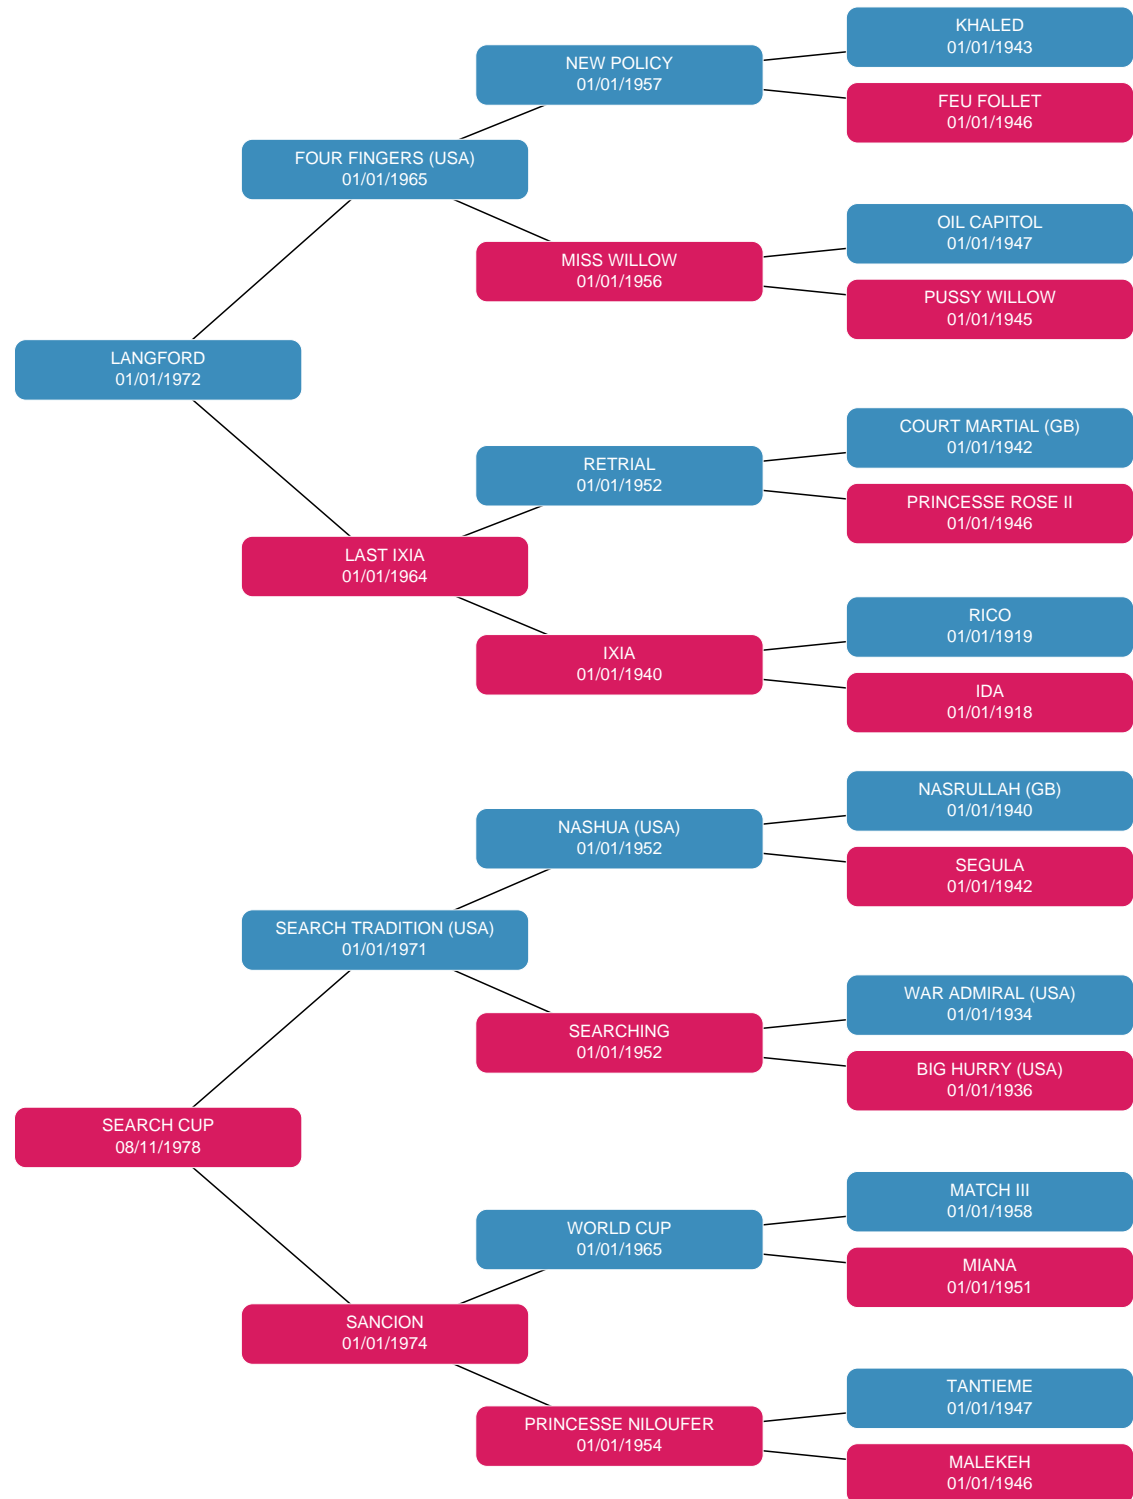 KHALED
01/01/1943
NEW POLICY
01/01/1957
FEU FOLLET
01/01/1946
FOUR FINGERS (USA)
01/01/1965
OIL CAPITOL
01/01/1947
MISS WILLOW
01/01/1956
PUSSY WILLOW
01/01/1945
LANGFORD
01/01/1972
COURT MARTIAL (GB)
01/01/1942
RETRIAL
01/01/1952
PRINCESSE ROSE II
01/01/1946
LAST IXIA
01/01/1964
RICO
01/01/1919
IXIA
01/01/1940
IDA
01/01/1918
NASRULLAH (GB)
01/01/1940
NASHUA (USA)
01/01/1952
SEGULA
01/01/1942
SEARCH TRADITION (USA)
01/01/1971
WAR ADMIRAL (USA)
01/01/1934
SEARCHING
01/01/1952
BIG HURRY (USA)
01/01/1936
SEARCH CUP
08/11/1978
MATCH III
01/01/1958
WORLD CUP
01/01/1965
MIANA
01/01/1951
SANCION
01/01/1974
TANTIEME
01/01/1947
PRINCESSE NILOUFER
01/01/1954
MALEKEH
01/01/1946